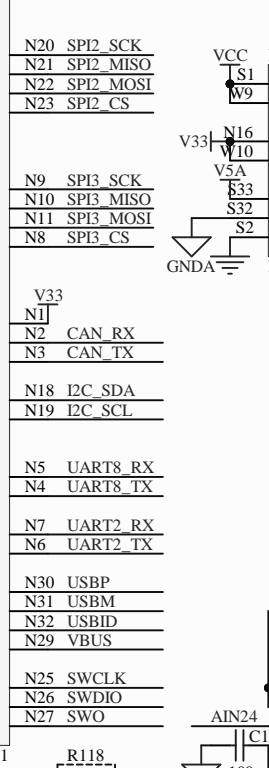 N20 SPI2_SCK
N21 SPI2_MISO
N22 SPI2_MOSI
N23 SPI2_CS
N9 SPI3_SCK
N10 SPI3_MISO
N11 SPI3_MOSI
N8 SPI3_CS
V33
N1
N2 CAN_RX
N3 CAN_TX
N18 I2C_SDA
N19 I2C_SCL
N5 UART8_RX
N4 UART8_TX
N7 UART2_RX
N6 UART2_TX
N30 USBP
N31 USBM
N32 USBID
N29 VBUS
N25 SWCLK
N26 SWDIO
N27 SWO
1
R118
VCC
S1
W9
V33
N16
W10
V5A
S33
S32
S2
GNDA
AIN24
C1